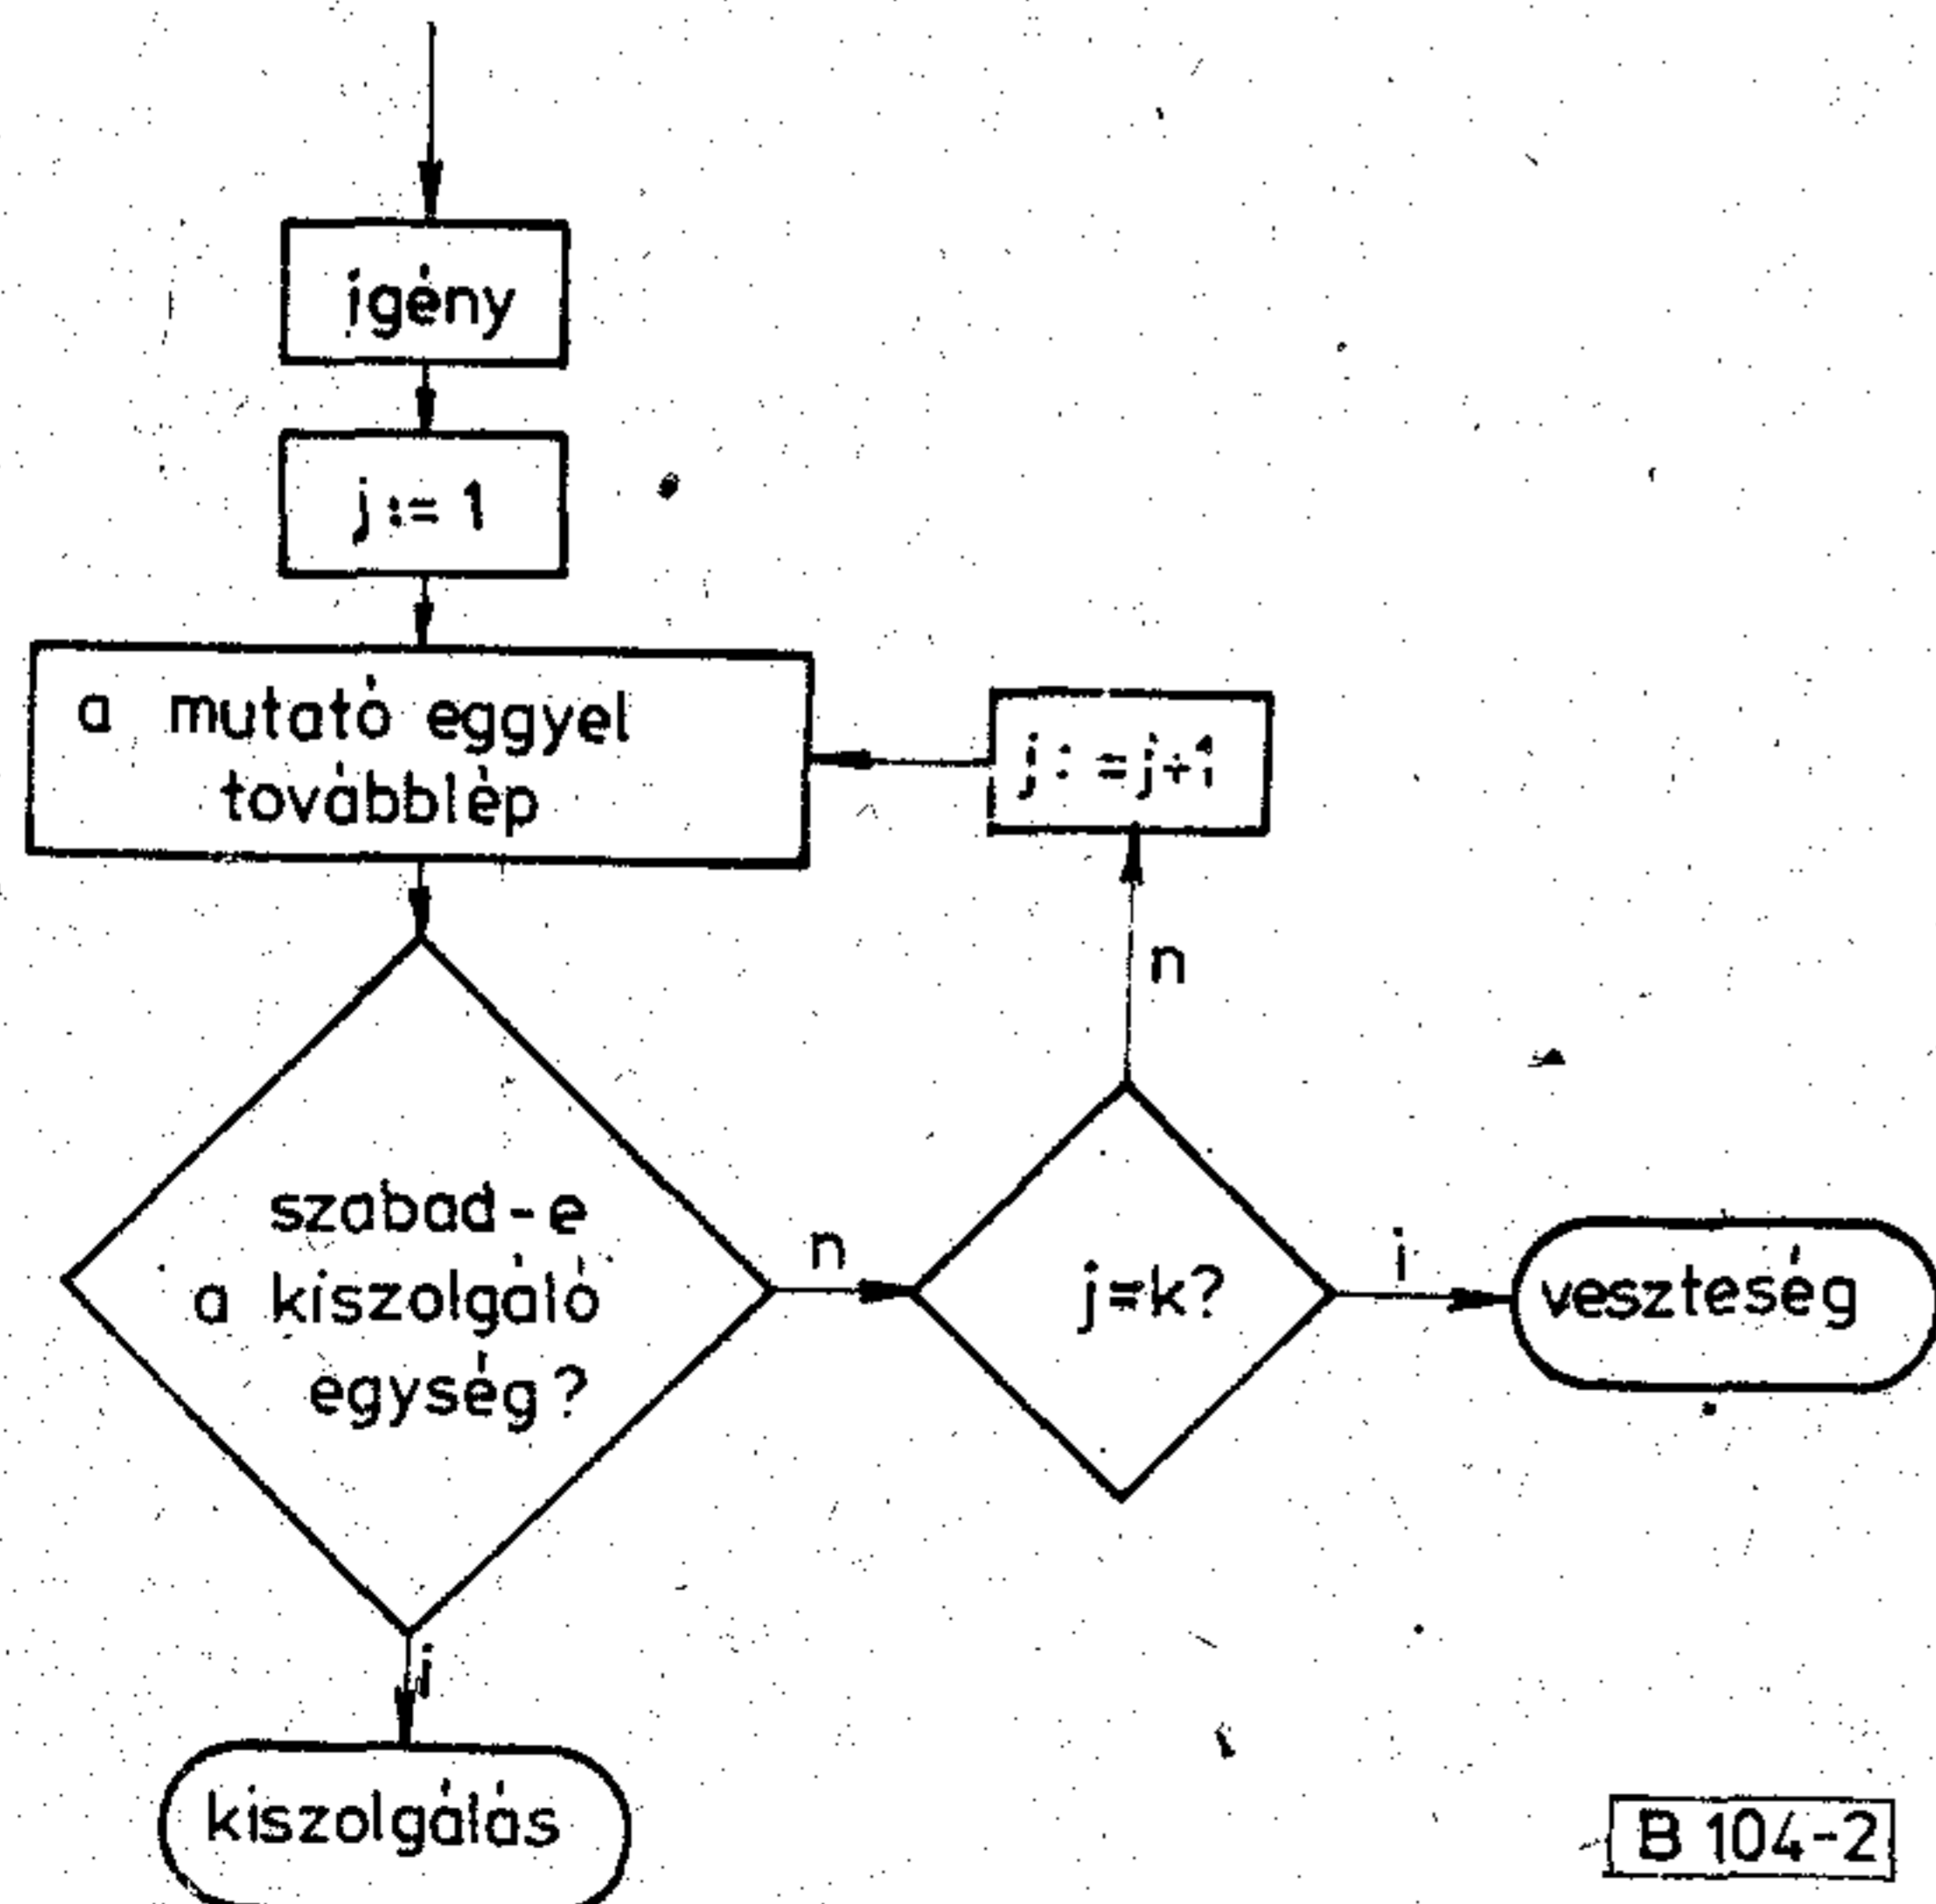 igény
j := 1
a mutató eggyel
továbblép
j := j+1
n
szabad-e
a kiszolgáló
egység?
n
j=k?
i
veszteség
i
kiszolgálás
B 104-2